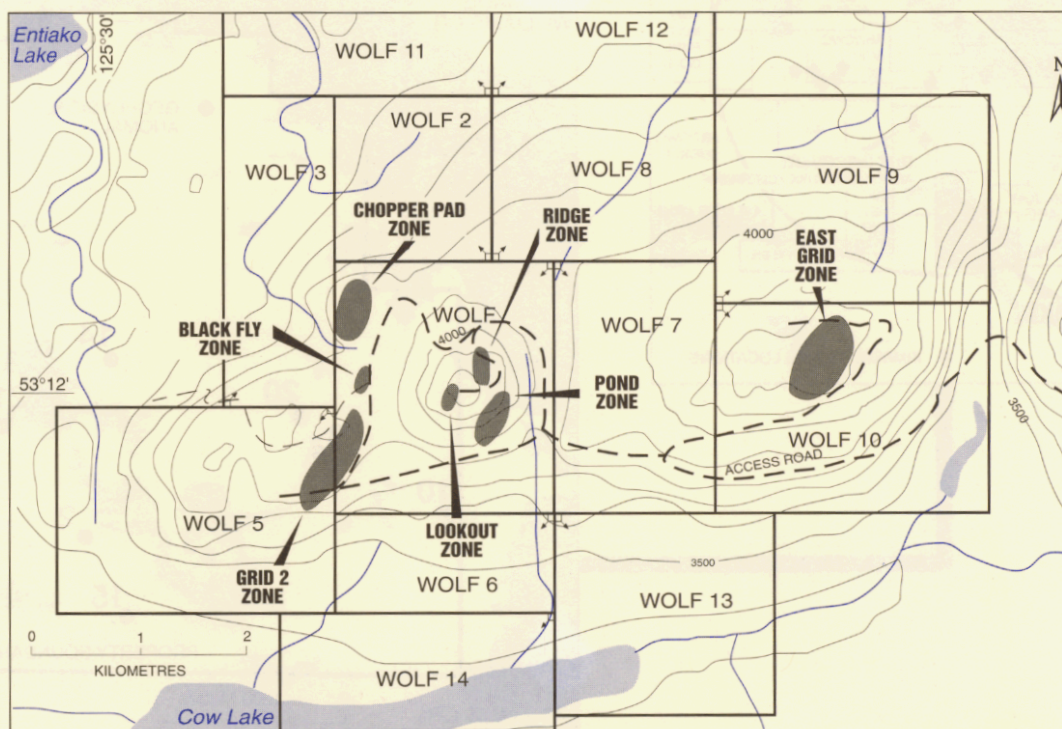 Entiako
Lake
125°30'
WOLF 11
WOLF 12
N
WOLF 2
WOLF 3
WOLF 8
WOLF 9
CHOPPER PAD
ZONE
RIDGE
ZONE
4000
EAST
GRID
ZONE
BLACK FLY
ZONE
WOLF
4000
WOLF 7
53°12'
POND
ZONE
3500
WOLF 10
ACCESS ROAD
WOLF 5
LOOKOUT
ZONE
GRID 2
ZONE
WOLF 6
3500
WOLF 13
0 1 2
KILOMETRES
WOLF 14
Cow Lake